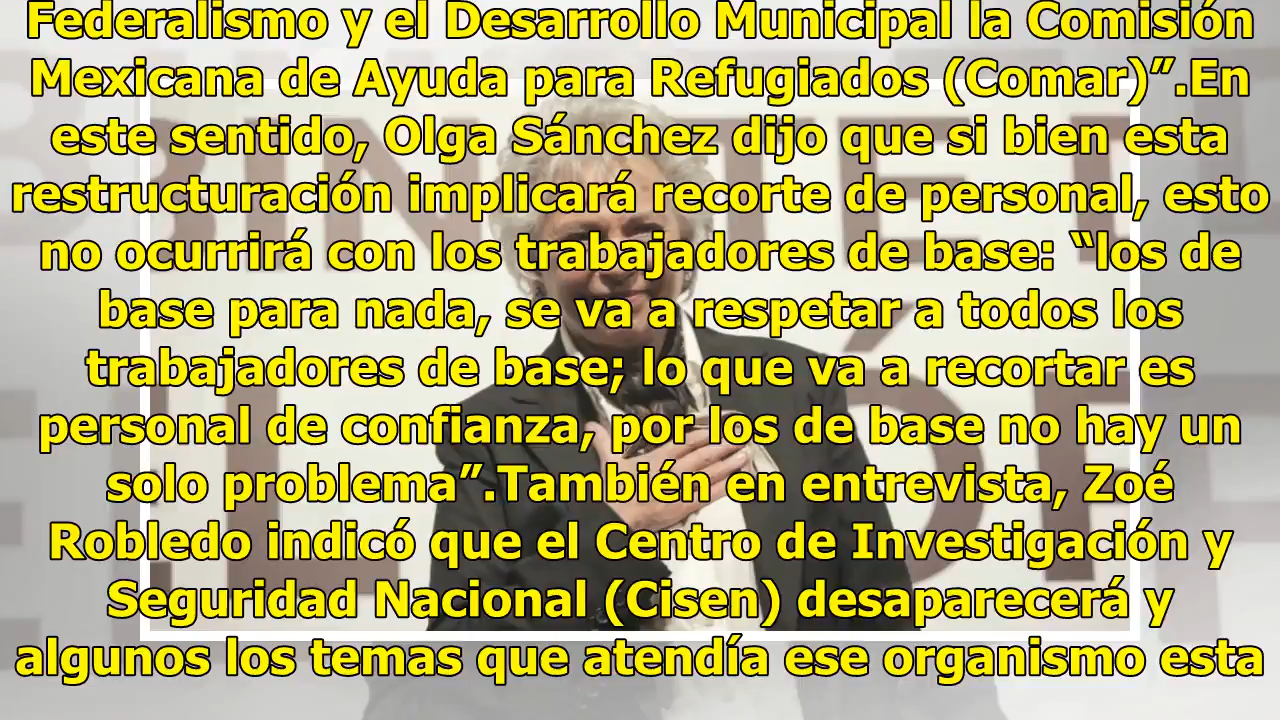 Federalismo y el Desarrollo Municipal la Comisión
Mexicana de Ayuda para Refugiados (Comar)”.En
este sentido, Olga Sánchez dijo que si bien esta
restructuración implicará recorte de personal, esto
no ocurrirá con los trabajadores de base: “los de
base para nada, se va a respetar a todos los
trabajadores de base; lo que va a recortar es
personal de confianza, por los de base no hay un
solo problema”.También en entrevista, Zoé
Robledo indicó que el Centro de Investigación y
Seguridad Nacional (Cisen) desaparecerá y
algunos los temas que atendía ese organismo esta